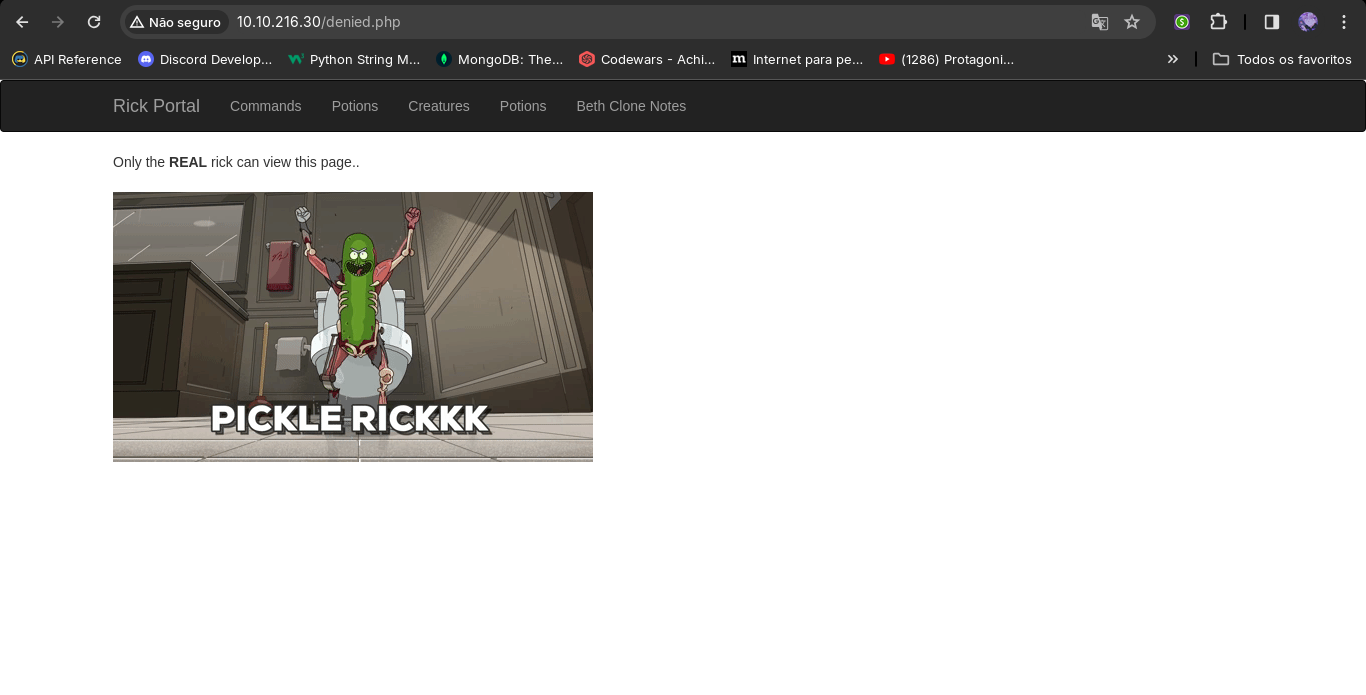 Não seguro 10.10.216.30/denied.php
API Reference Discord Develop... Python String M... MongoDB: The... Codewars - Achi... Internet para pe... (1286) Protagoni... » Todos os favoritos
Rick Portal Commands Potions Creatures Potions Beth Clone Notes
Only the REAL rick can view this page..
PICKLE RICKKK